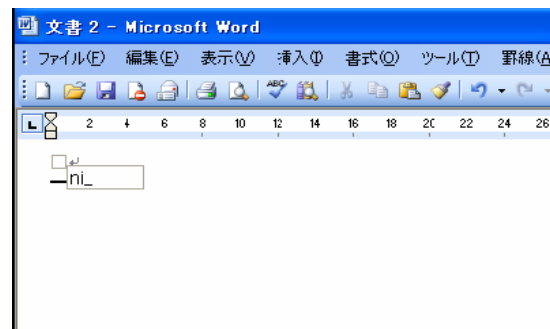 文書 2 - Microsoft Word
ファイル(F) 編集(E) 表示(V) 挿入(I) 書式(O) ツール(T) 罫線(A
ABC
L 2 4 6 8 10 12 14 16 18 20 22 24 26
ni_